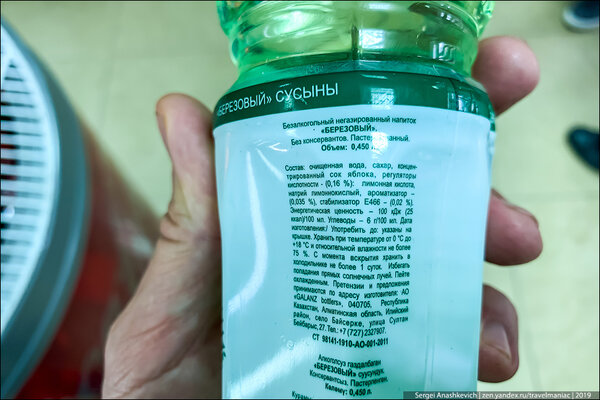 «БЕРЕЗОВЫЙ» СУСЫНЫ
Безалкогольный негазированный напиток
«БЕРЕЗОВЫЙ».
Без консервантов. Пастеризованный.
Объем: 0,450 л.
Состав: очищенная вода, сахар, концен-
трированный сок яблока, регуляторы
кислотности - (0,16 %): лимонная кислота,
натрий лимоннокислый, ароматизатор –
(0,035 %), стабилизатор Е466 – (0,02 %).
Энергетическая ценность – 100 кДж (25
ккал)/100 мл. Углеводы – 6 г/100 мл. Дата
изготовления:/ Употребить до: указаны на
крышке. Хранить при температуре от 0 °С до
+18 °С и относительной влажности не более
75 %. С момента вскрытия хранить в
холодильнике не более 1 суток. Избегать
попадания прямых солнечных лучей. Пейте
охлажденным. Претензии и предложения
принимаются по адресу изготовителя: АО
«GALANZ bottlers», 040705, Республика
Казахстан, Алматинская область, Илийский
район, село Байсерке, улица Султан
Бейбарыс, 27. Тел.: +7 (727) 2327907.
СТ 98141-1910-АО-001-2011
Алкоголсүз газдалбаган
«БЕРЕЗОВЫЙ» суусундук.
Консервантсыз. Пастерленген.
Көлөмү: 0,450 л.
Sergei Anashkevich | zen.yandex.ru/travelmaniac | 2019